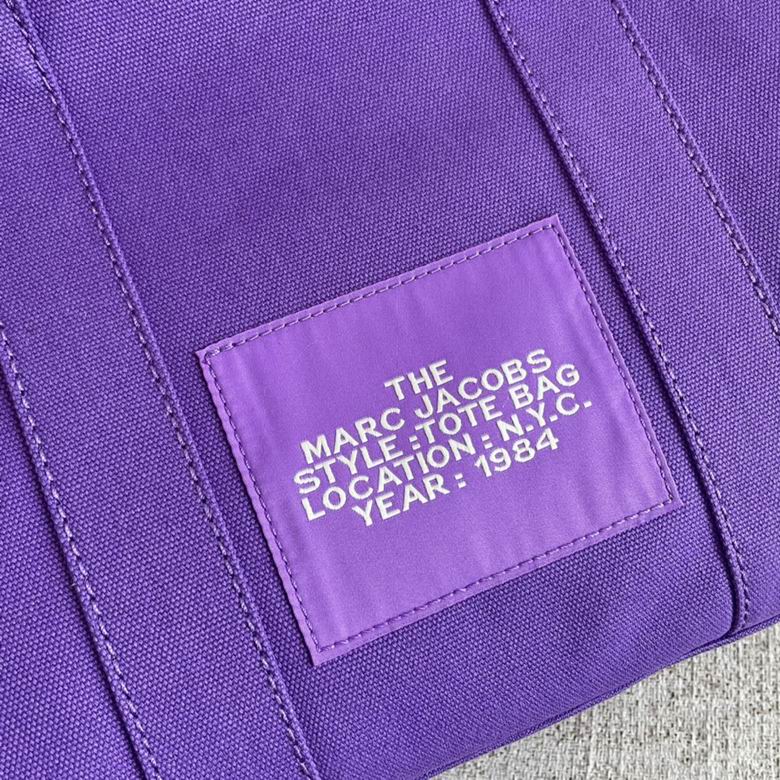 THE
MARC JACOBS
STYLE :TOTE BAG
LOCATION : N.Y.C.
YEAR : 1984